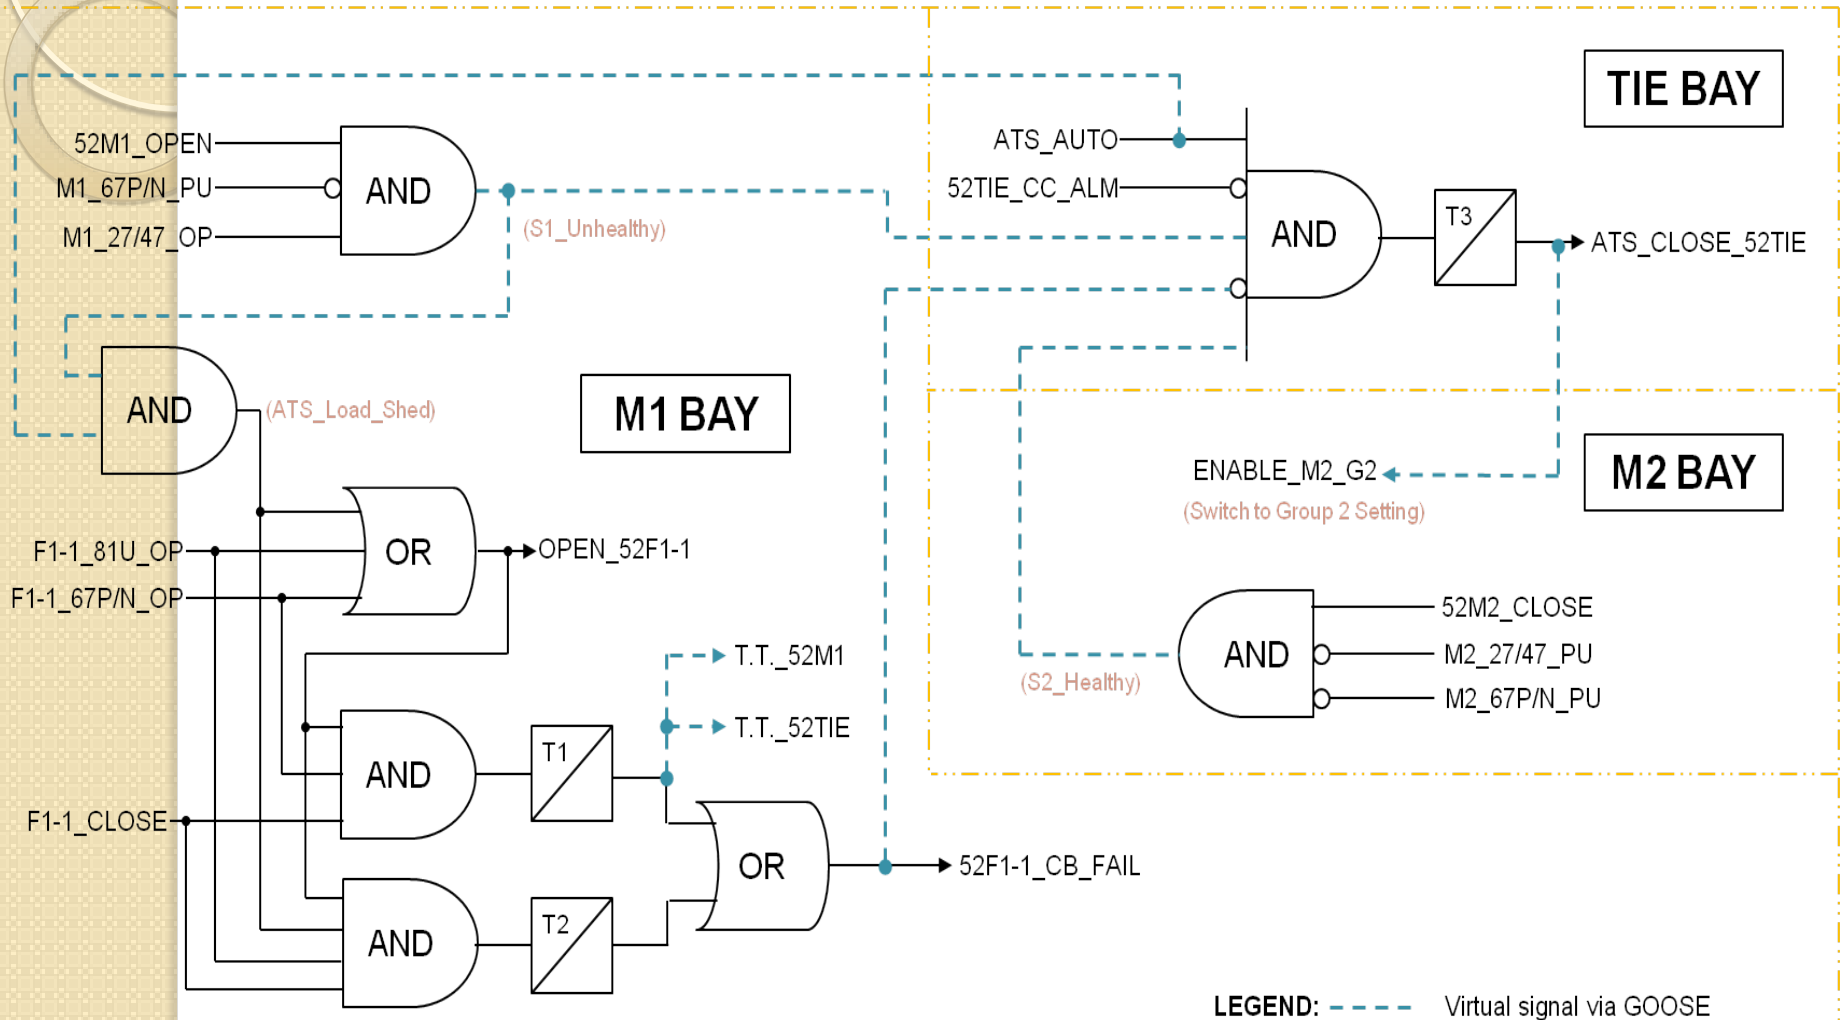 TIE BAY
52M1_OPEN
M1_67P/N_PU
M1_27/47_OP
AND
(S1_Unhealthy)
ATS_AUTO
52TIE_CC_ALM
AND
T3
ATS_CLOSE_52TIE
AND
(ATS_Load_Shed)
M1 BAY
M2 BAY
ENABLE_M2_G2
(Switch to Group 2 Setting)
F1-1_81U_OP
F1-1_67P/N_OP
OR
OPEN_52F1-1
52M2_CLOSE
M2_27/47_PU
M2_67P/N_PU
AND
(S2_Healthy)
T.T._52M1
T.T._52TIE
AND
T1
F1-1_CLOSE
OR
52F1-1_CB_FAIL
AND
T2
LEGEND: Virtual signal via GOOSE